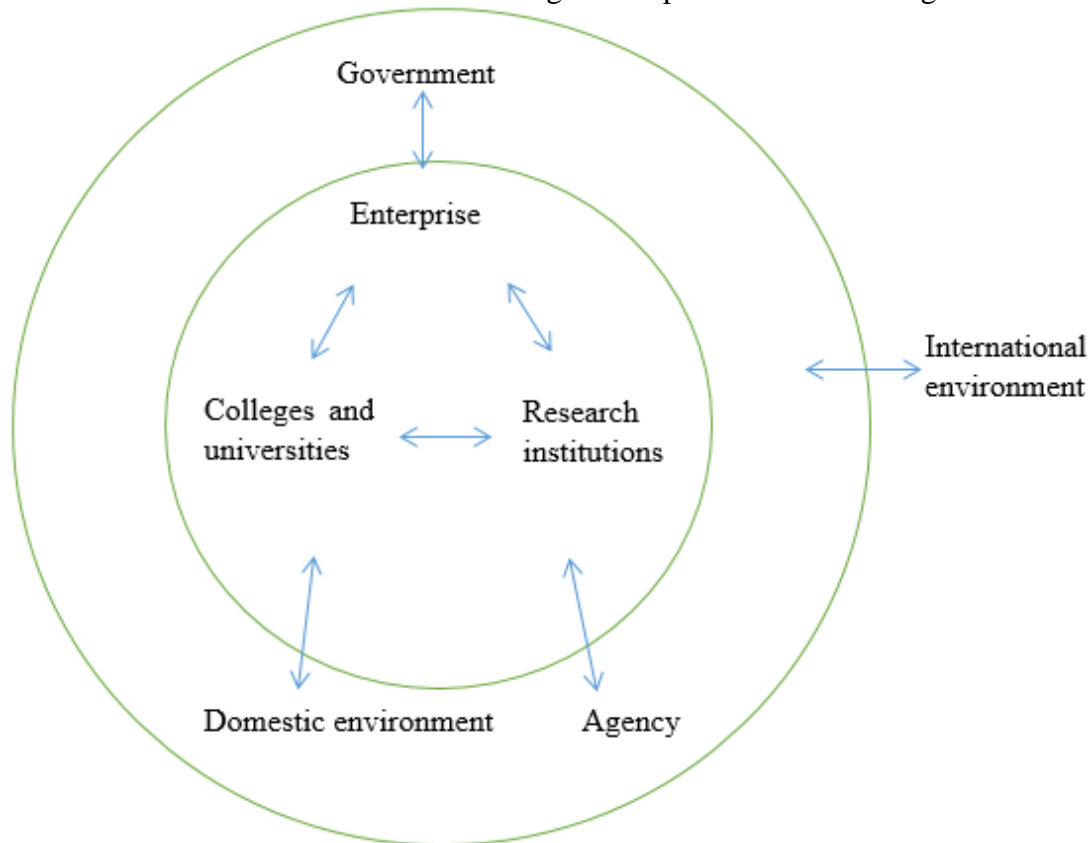 Government
Enterprise
International
environment
Colleges and
universities
Research
institutions
Domestic environment
Agency